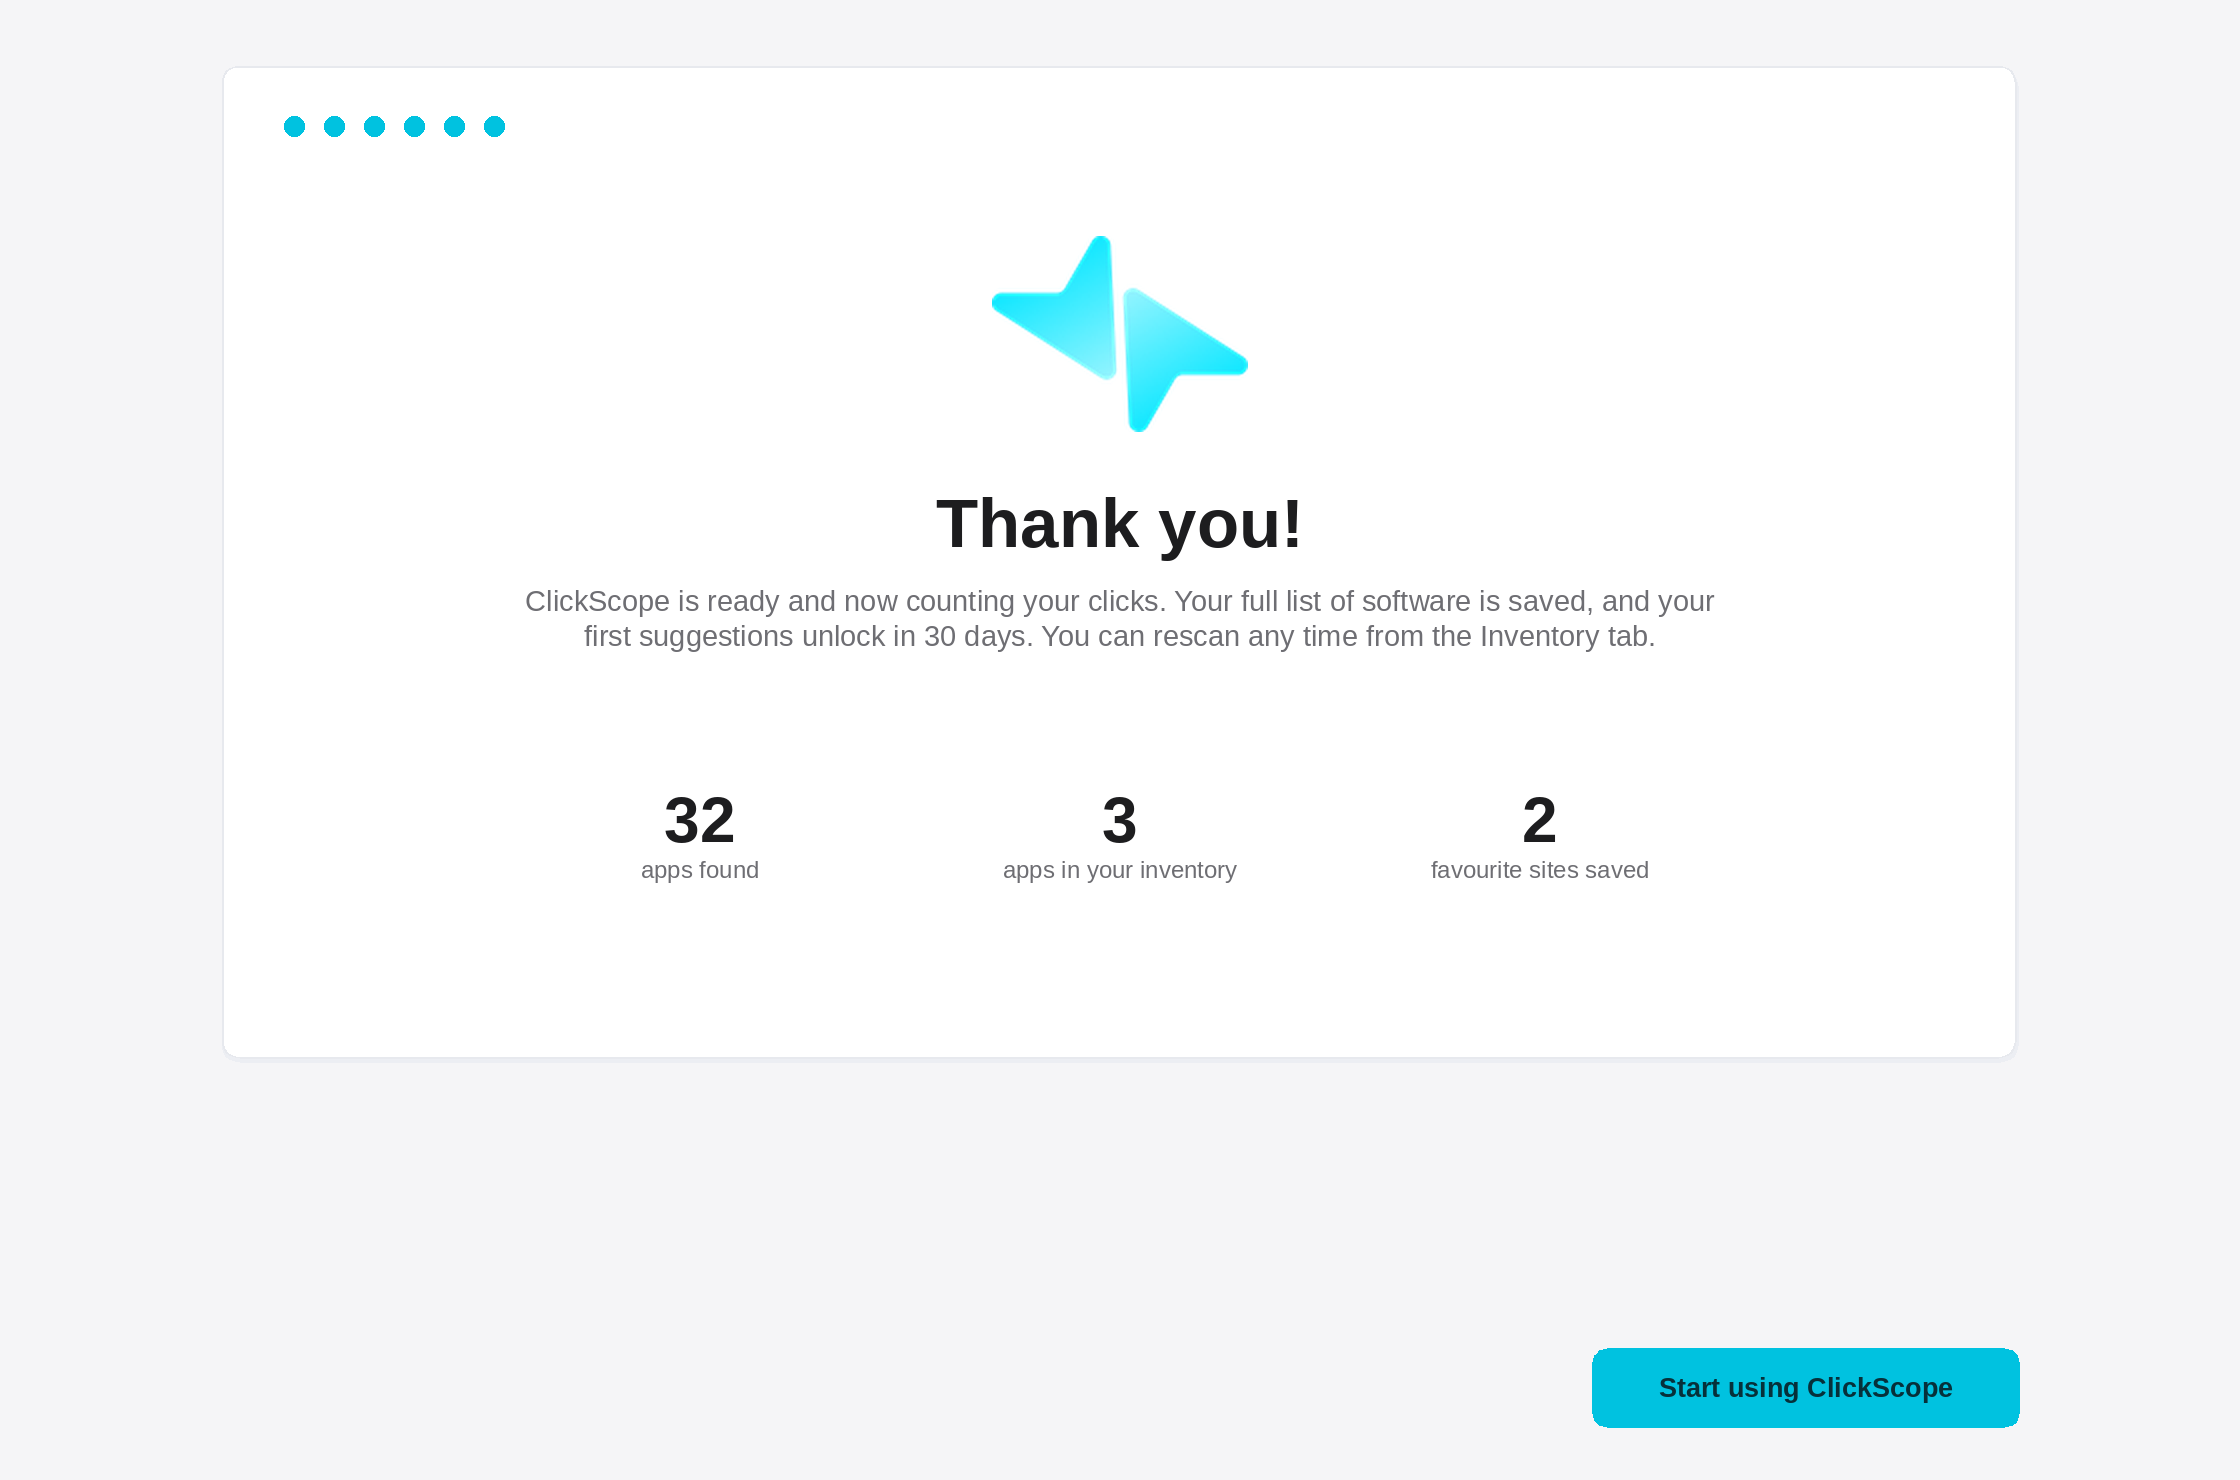 Thank you!
ClickScope is ready and now counting your clicks. Your full list of software is saved, and your
first suggestions unlock in 30 days. You can rescan any time from the Inventory tab.
32
apps found
3
apps in your inventory
2
favourite sites saved
Start using ClickScope